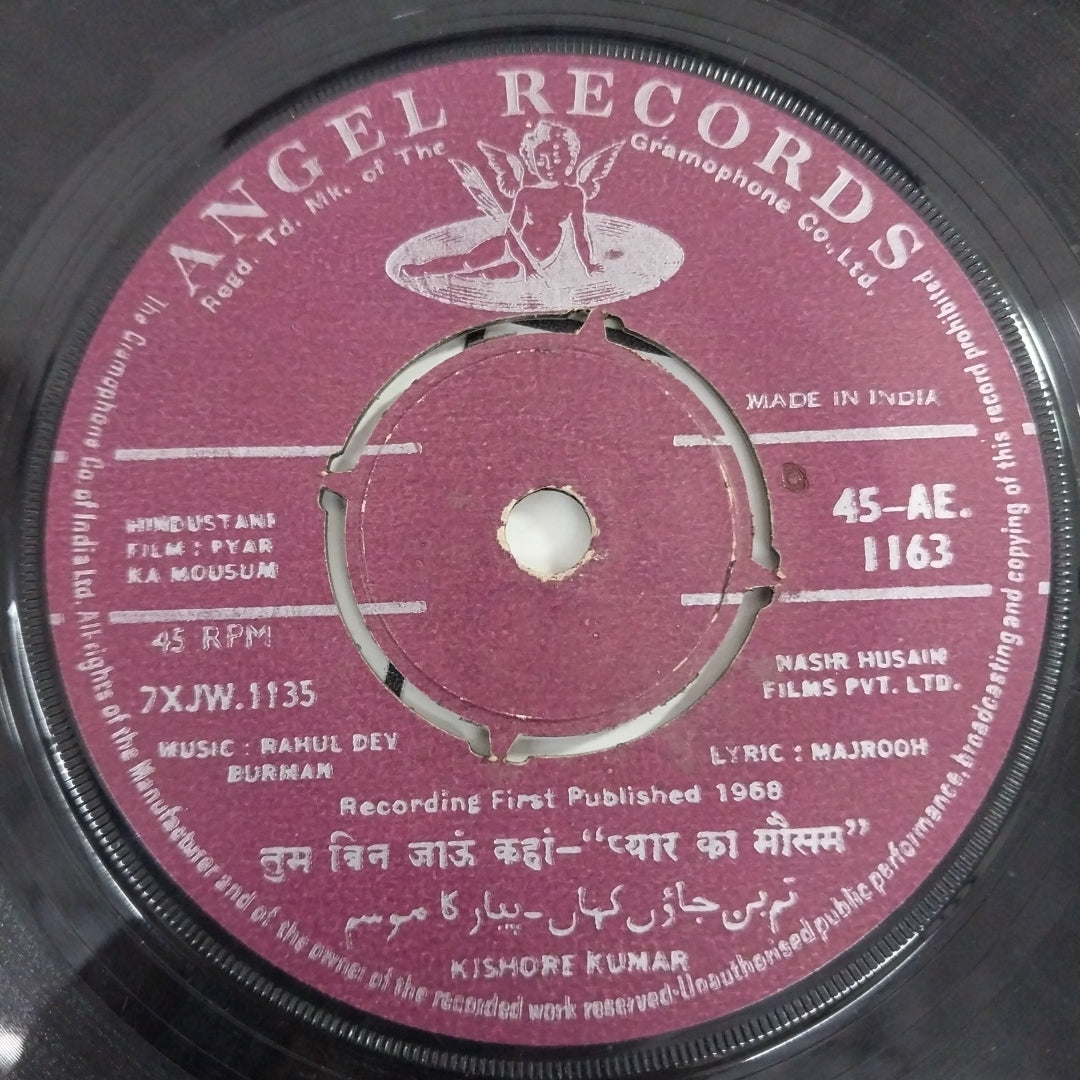 ANGEL RECORDS
Regd. Td. Mk. of The Gramophone Co., Ltd.
The Gramophone Co of India Ltd. All rights of the Manufacturer and of the owner of the recorded work reserved·Unauthorised public performance, broadcasting and copying of this record prohibited
MADE IN INDIA
HINDUSTANI
FILM : PYAR
KA MOUSUM
45-AE.
1163
45 RPM
7XJW.1135
NASIR HUSAIN
FILMS PVT. LTD.
MUSIC : RAHUL DEV
BURMAN
LYRIC : MAJROOH
Recording First Published 1968
तुम बिन जाऊं कहां-“प्यार का मौसम”
تم بن جاؤں کہاں - پیار کا موسم
KISHORE KUMAR